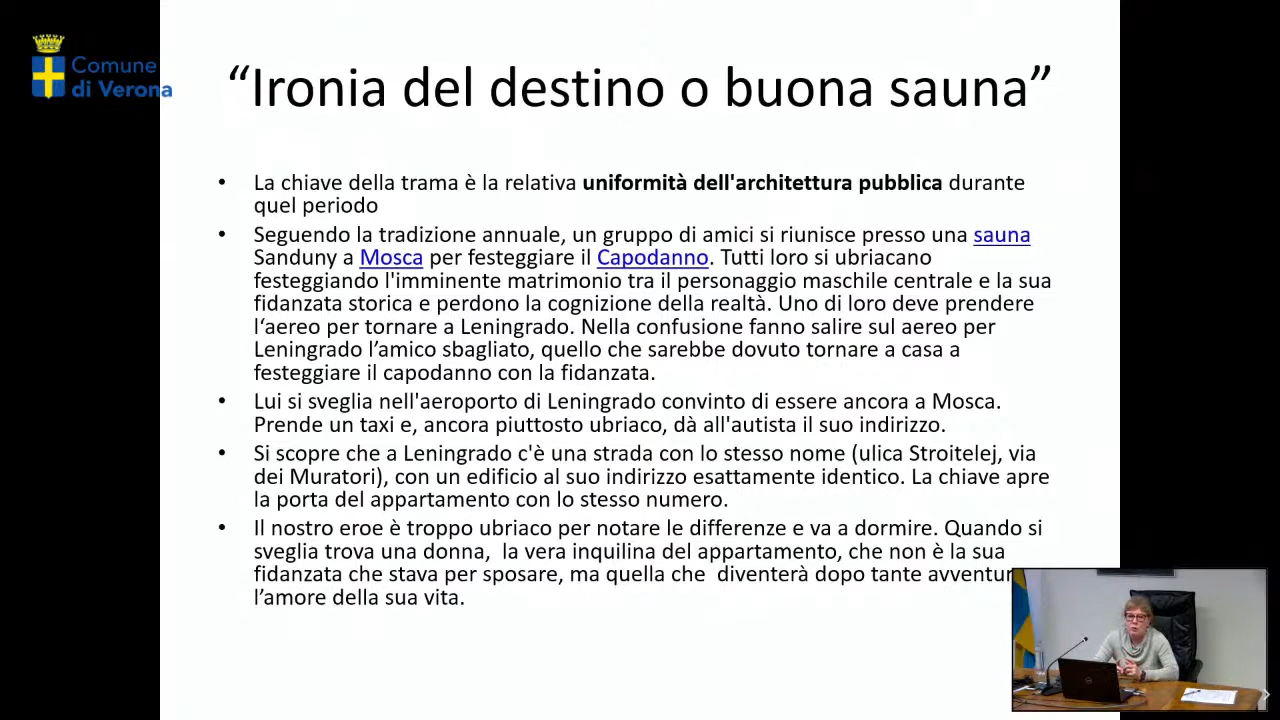 Comune
di Verona
“Ironia del destino o buona sauna”
• La chiave della trama è la relativa uniformità dell'architettura pubblica durante
quel periodo
• Seguendo la tradizione annuale, un gruppo di amici si riunisce presso una sauna
Sanduny a Mosca per festeggiare il Capodanno. Tutti loro si ubriacano
festeggiando l'imminente matrimonio tra il personaggio maschile centrale e la sua
fidanzata storica e perdono la cognizione della realtà. Uno di loro deve prendere
l‘aereo per tornare a Leningrado. Nella confusione fanno salire sul aereo per
Leningrado l’amico sbagliato, quello che sarebbe dovuto tornare a casa a
festeggiare il capodanno con la fidanzata.
• Lui si sveglia nell'aeroporto di Leningrado convinto di essere ancora a Mosca.
Prende un taxi e, ancora piuttosto ubriaco, dà all'autista il suo indirizzo.
• Si scopre che a Leningrado c'è una strada con lo stesso nome (ulica Stroitelej, via
dei Muratori), con un edificio al suo indirizzo esattamente identico. La chiave apre
la porta del appartamento con lo stesso numero.
• Il nostro eroe è troppo ubriaco per notare le differenze e va a dormire. Quando si
sveglia trova una donna, la vera inquilina del appartamento, che non è la sua
fidanzata che stava per sposare, ma quella che diventerà dopo tante avventur
l’amore della sua vita.